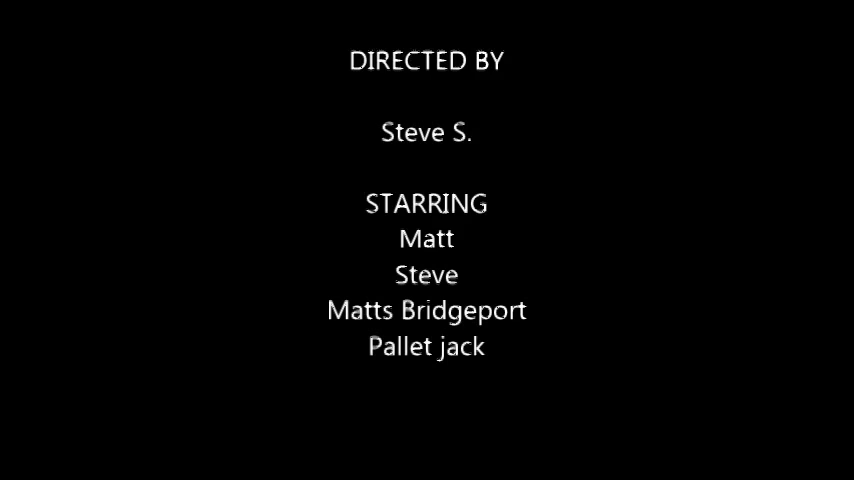 DIRECTED BY
Steve S.
STARRING
Matt
Steve
Matts Bridgeport
Pallet jack